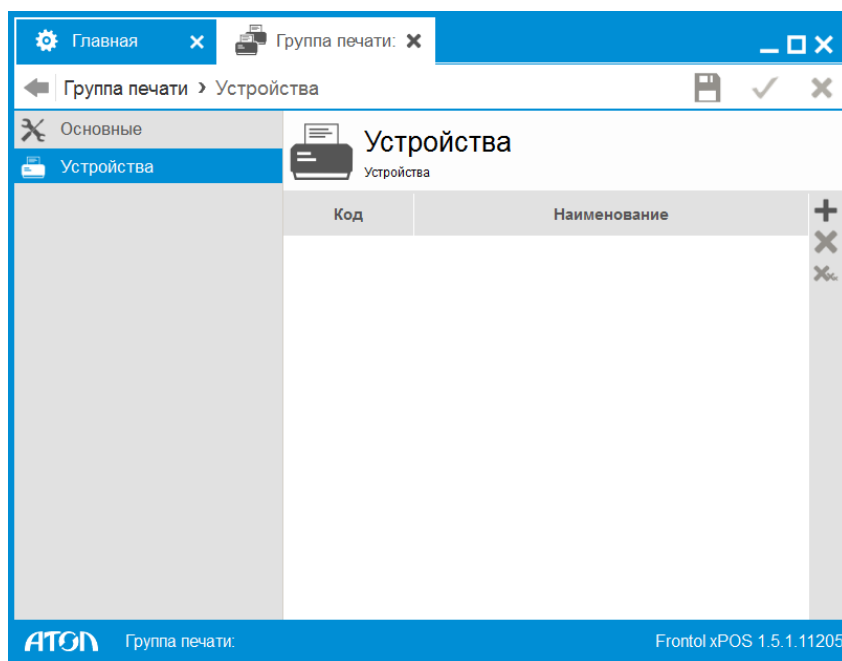 Главная
Группа печати:
Группа печати › Устройства
Основные
Устройства
Устройства
Устройства
Код Наименование
АТОЛ Группа печати: Frontol xPOS 1.5.1.11205